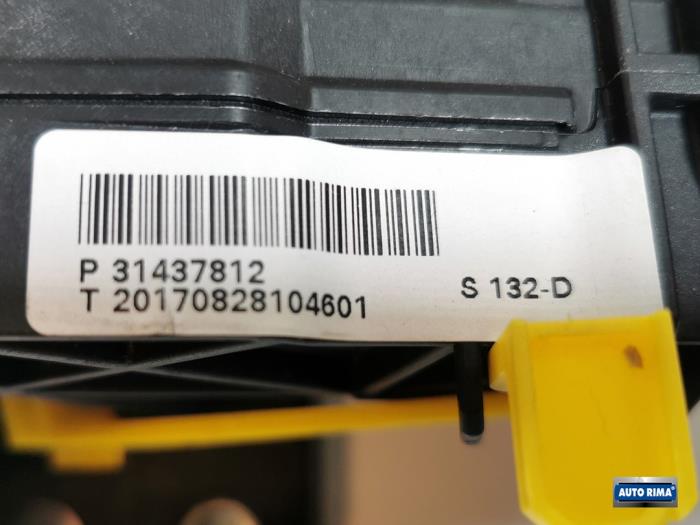 P 31437812
T 20170828104601
S 132-D
AUTO RIMA